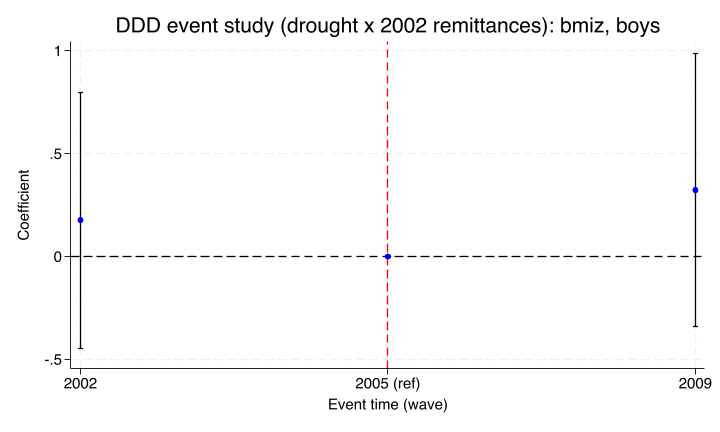 DDD event study (drought x 2002 remittances): bmiz, boys
1
.5
0
-.5
Coefficient
2002
2005 (ref)
2009
Event time (wave)